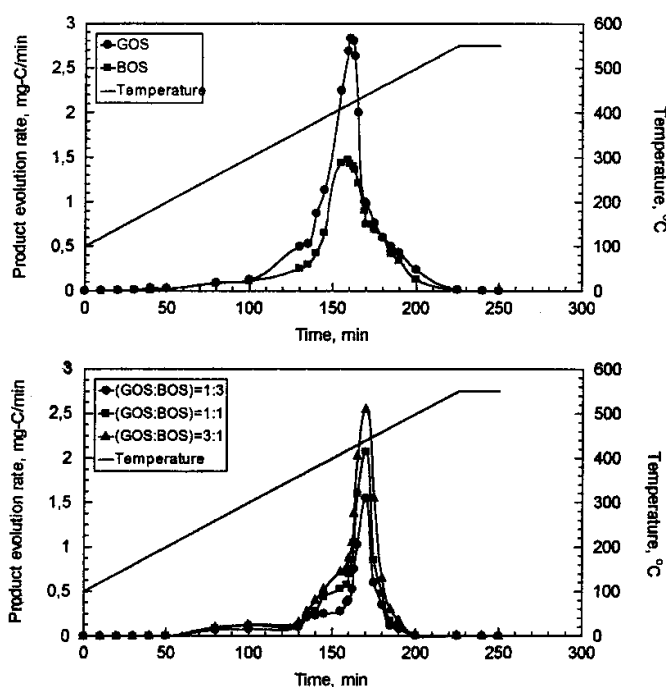 3
2,5
2
1,5
1
0,5
0
Product evolution rate, mg-C/min
GOS
BOS
Temperature
600
500
400
300
200
100
0
Temperature, °C
0 50 100 150 200 250 300
Time, min
3
2,5
2
1,5
1
0,5
0
Product evolution rate, mg-C/min
(GOS:BOS)=1:3
(GOS:BOS)=1:1
(GOS:BOS)=3:1
Temperature
600
500
400
300
200
100
0
Temperature, °C
0 50 100 150 200 250 300
Time, min